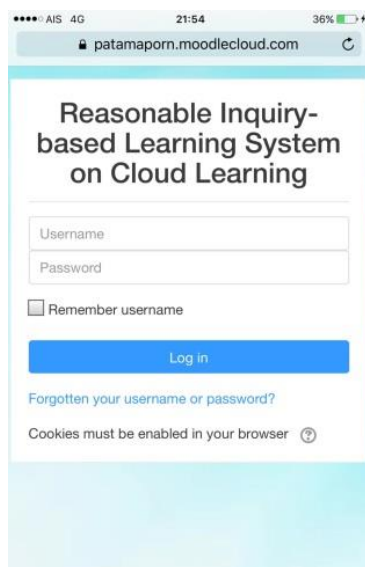 AIS 4G 21:54 36%
patamaporn.moodlecloud.com
Reasonable Inquiry-
based Learning System
on Cloud Learning
Username
Password
Remember username
Log in
Forgotten your username or password?
Cookies must be enabled in your browser ?